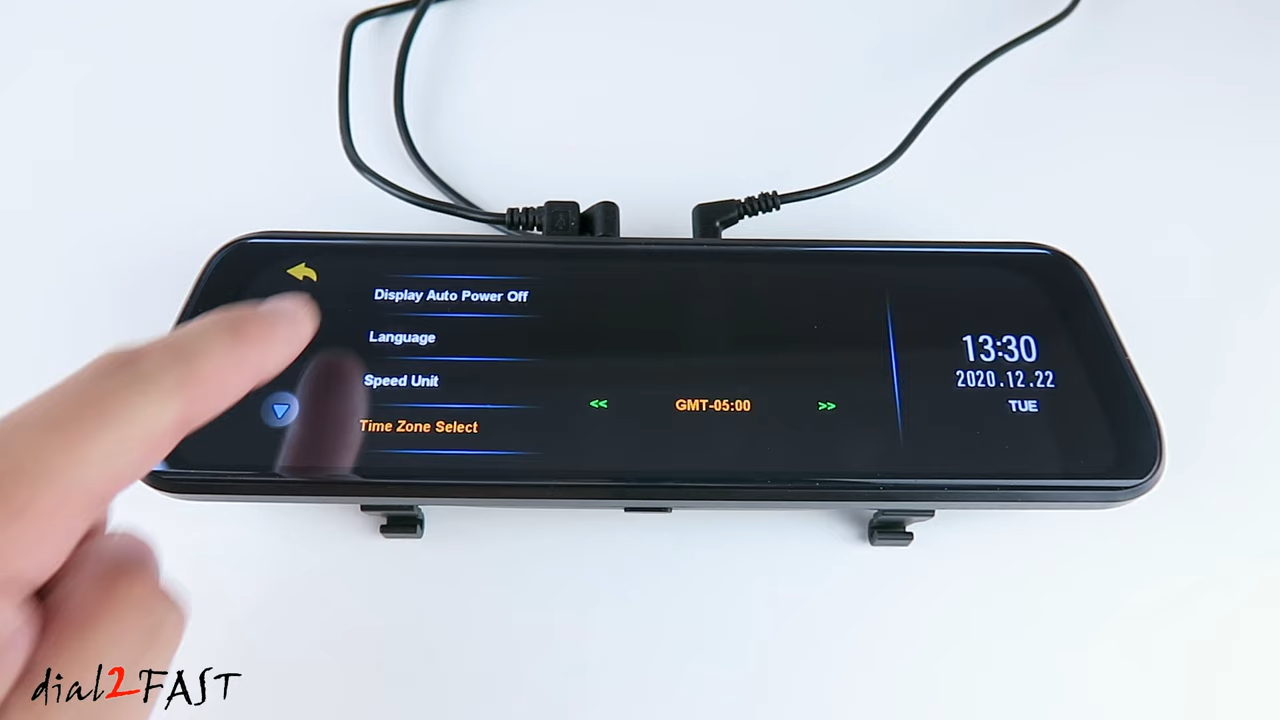 Display Auto Power Off
Language
Speed Unit
Time Zone Select
<< GMT-05:00 >>
13:30
2020.12.22
TUE
dial2FAST